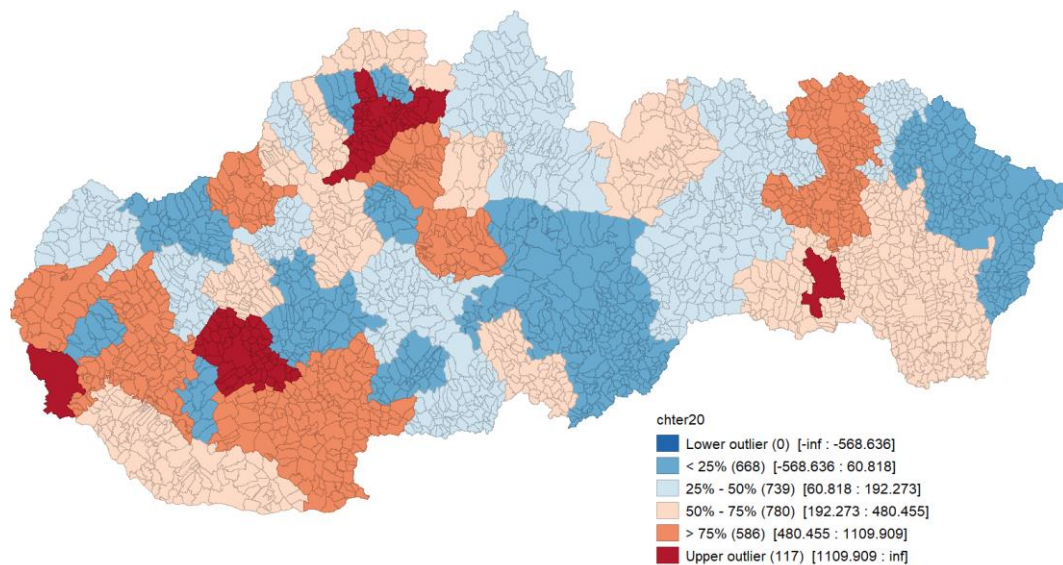 chter20
Lower outlier (0) [-inf : -568.636]
< 25% (668) [-568.636 : 60.818]
25% - 50% (739) [60.818 : 192.273]
50% - 75% (780) [192.273 : 480.455]
> 75% (586) [480.455 : 1109.909]
Upper outlier (117) [1109.909 : inf]